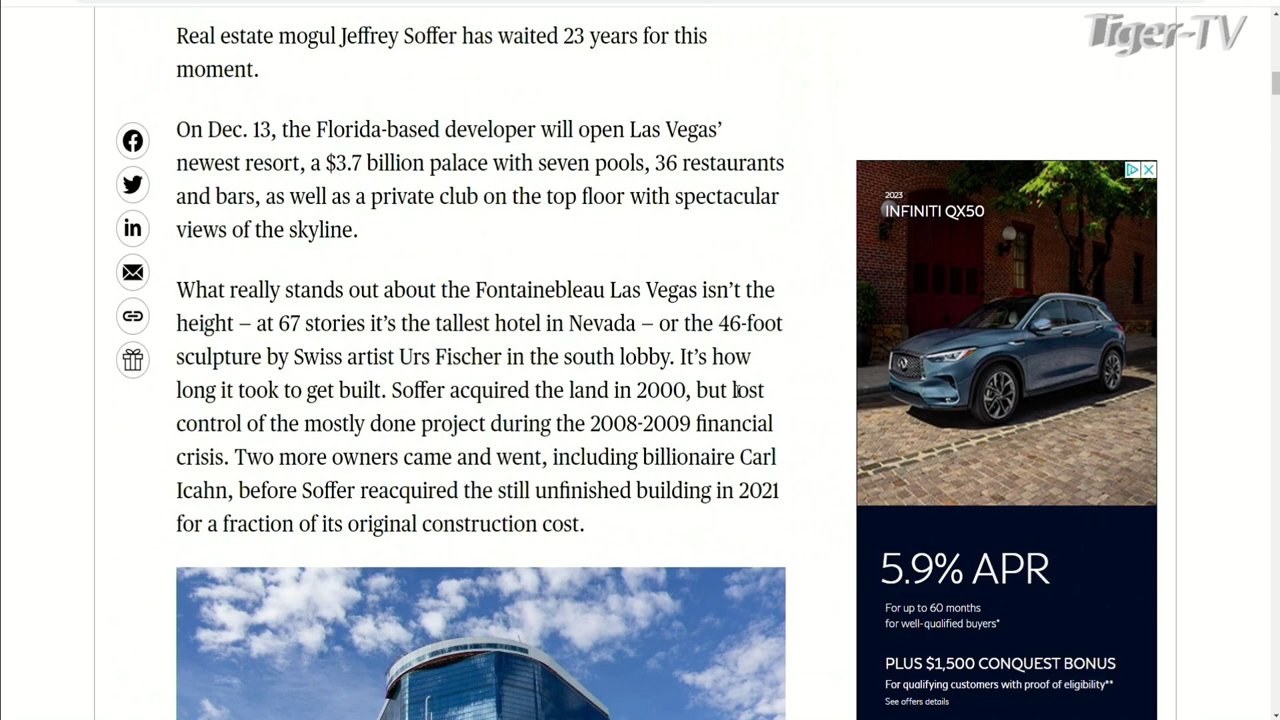 Tiger-TV
Real estate mogul Jeffrey Soffer has waited 23 years for this
moment.
On Dec. 13, the Florida-based developer will open Las Vegas’
newest resort, a $3.7 billion palace with seven pools, 36 restaurants
and bars, as well as a private club on the top floor with spectacular
views of the skyline.
What really stands out about the Fontainebleau Las Vegas isn’t the
height – at 67 stories it’s the tallest hotel in Nevada – or the 46-foot
sculpture by Swiss artist Urs Fischer in the south lobby. It’s how
long it took to get built. Soffer acquired the land in 2000, but lost
control of the mostly done project during the 2008-2009 financial
crisis. Two more owners came and went, including billionaire Carl
Icahn, before Soffer reacquired the still unfinished building in 2021
for a fraction of its original construction cost.
in
2023
INFINITI QX50
5.9% APR
For up to 60 months
for well-qualified buyers*
PLUS $1,500 CONQUEST BONUS
For qualifying customers with proof of eligibility**
See offers details